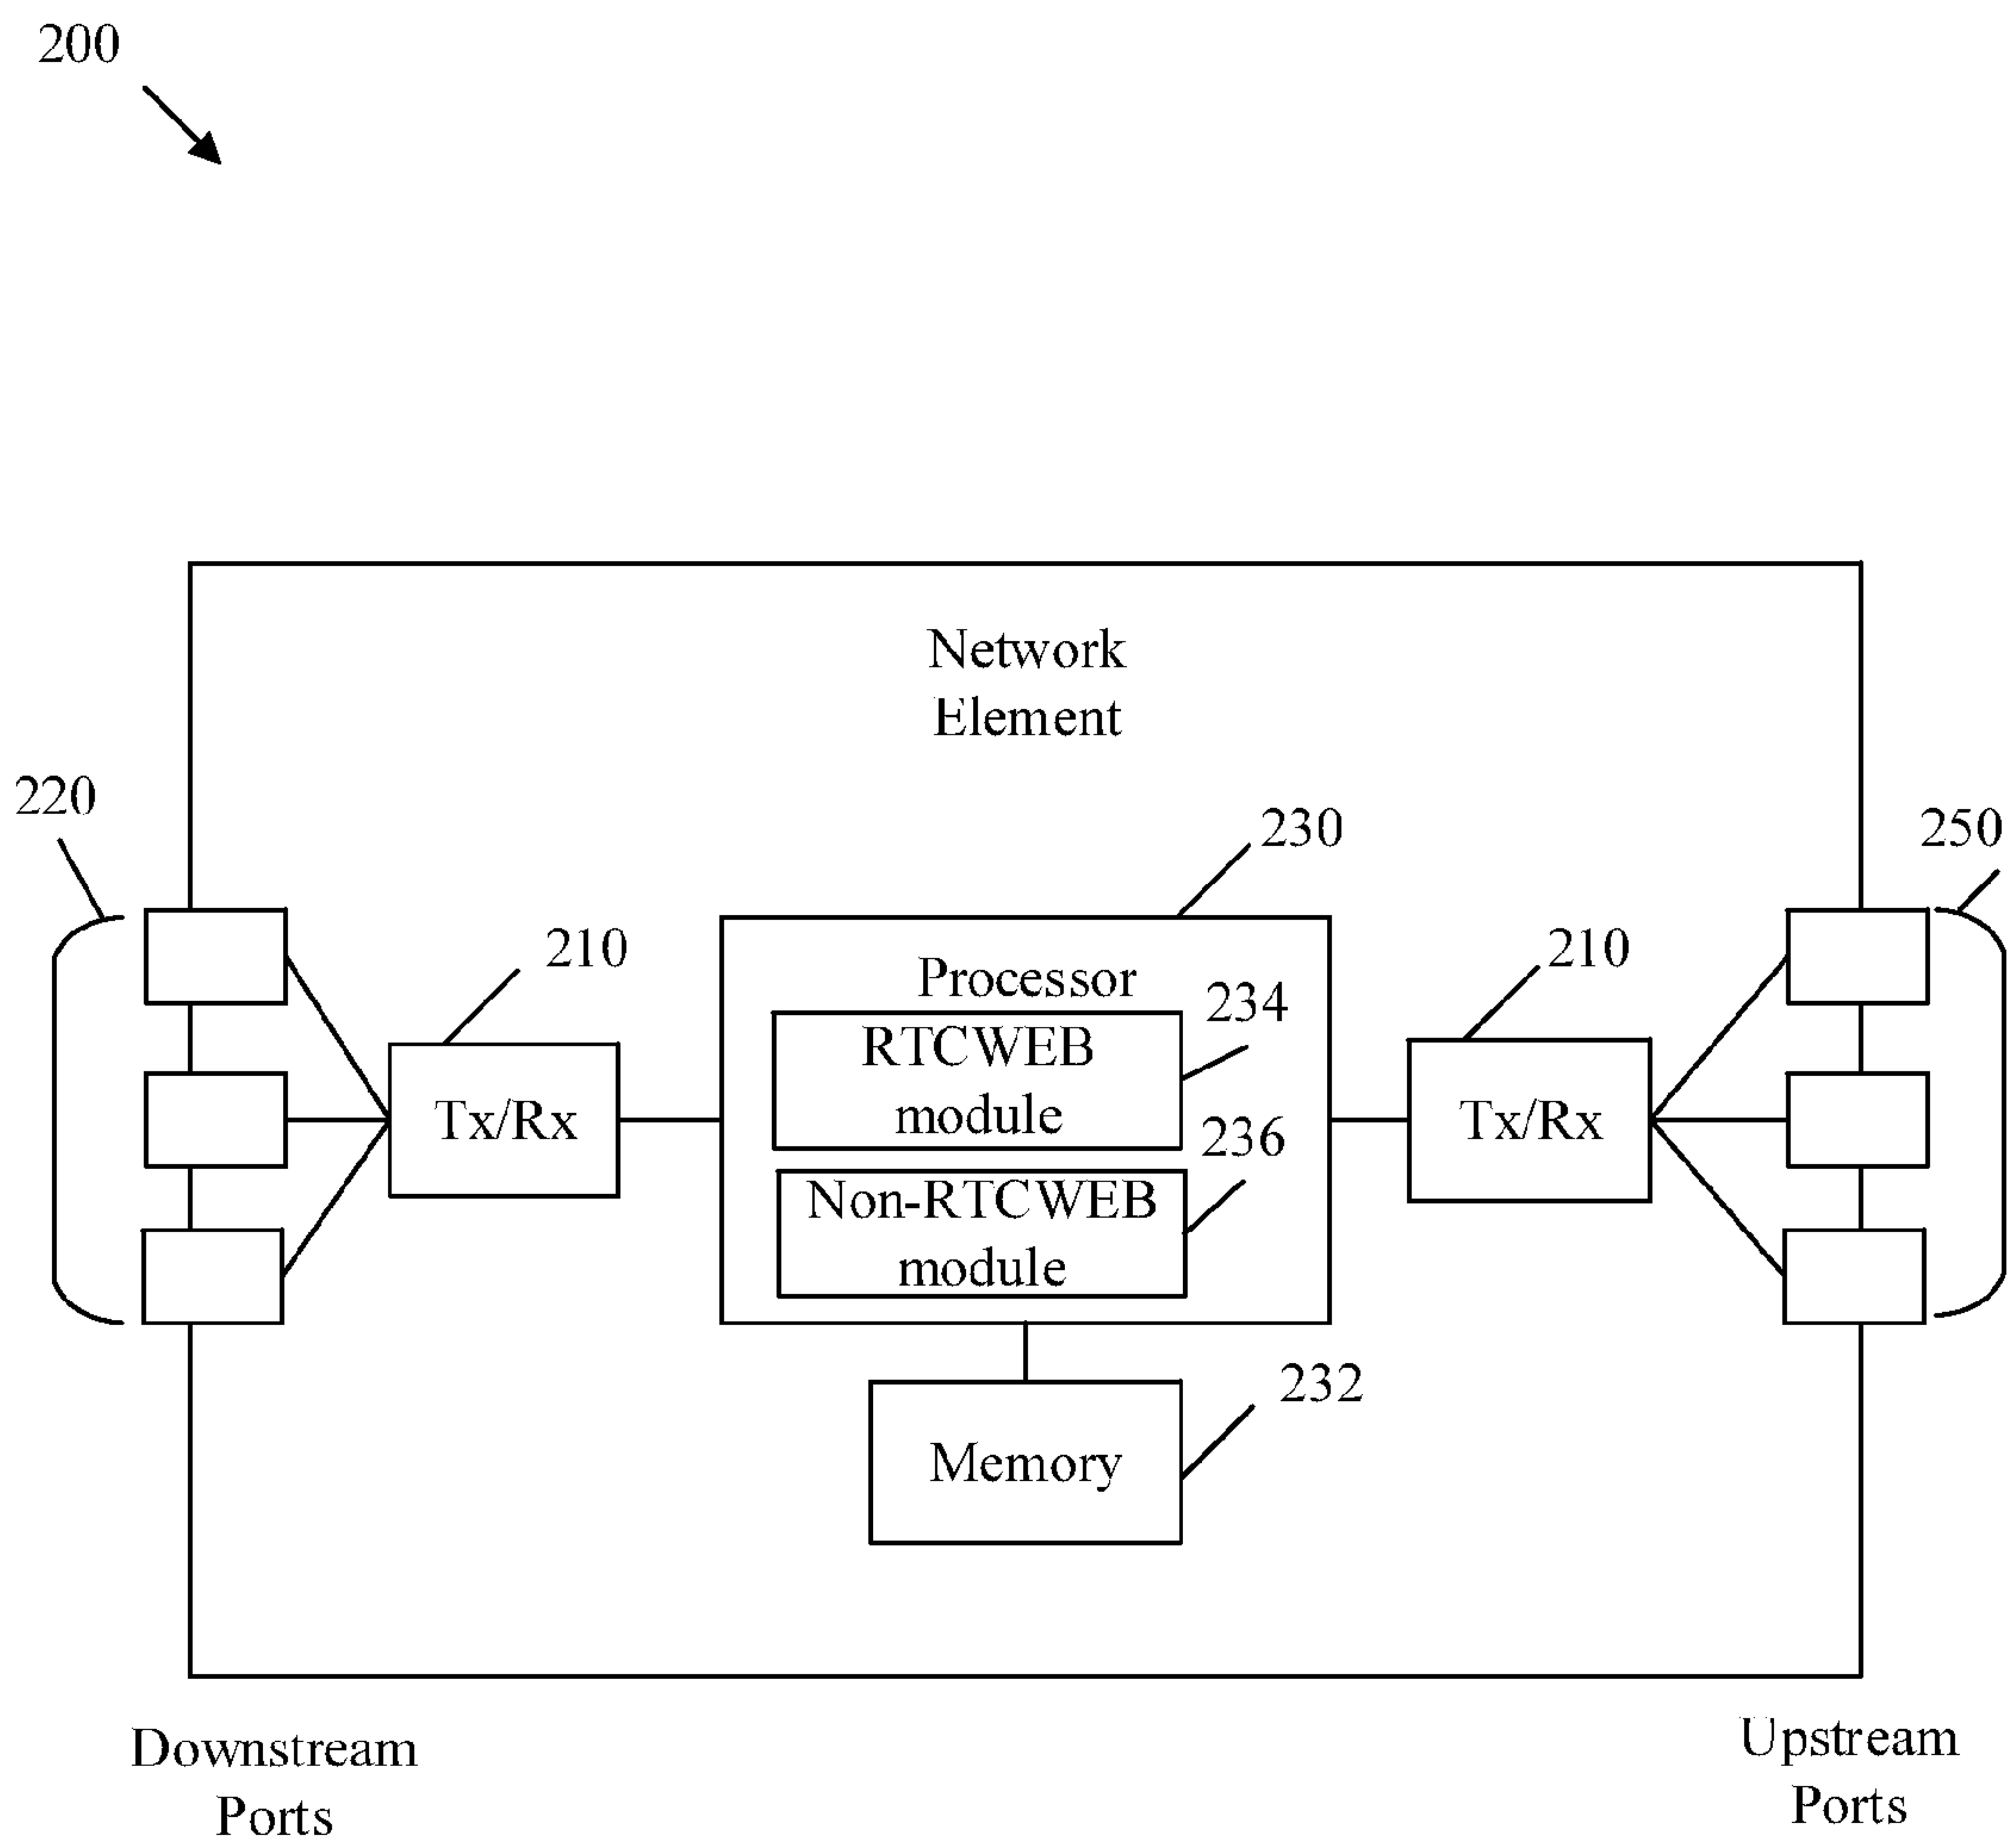 200
Network
Element
220
230
250
210
210
Processor
234
RTCWEB
module
Tx/Rx
Tx/Rx
236
Non-RTCWEB
module
232
Memory
Downstream
Ports
Upstream
Ports